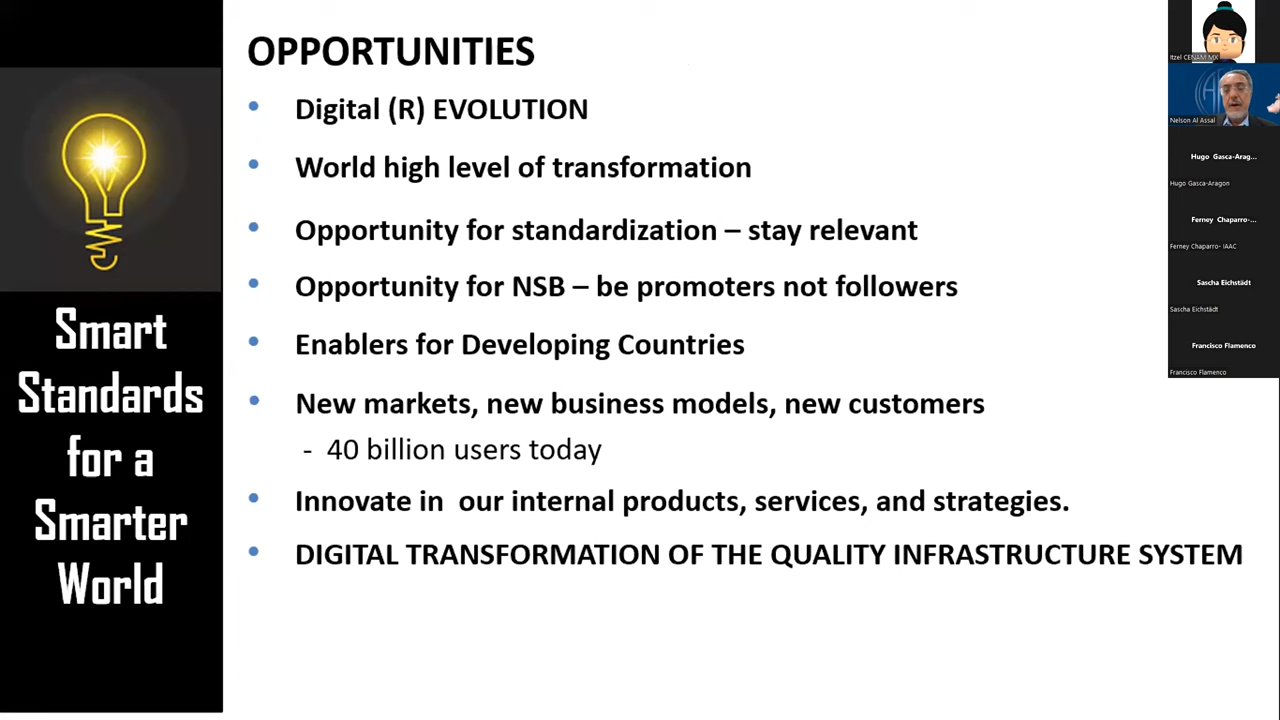 OPPORTUNITIES
• Digital (R) EVOLUTION
• World high level of transformation
• Opportunity for standardization – stay relevant
• Opportunity for NSB – be promoters not followers
• Enablers for Developing Countries
• New markets, new business models, new customers
- 40 billion users today
• Innovate in  our internal products, services, and strategies.
• DIGITAL TRANSFORMATION OF THE QUALITY INFRASTRUCTURE SYSTEM
Smart
Standards
for a
Smarter
World
Itzel CENAM MX
Nelson Al Assal
Hugo Gasca-Arag...
Hugo Gasca-Aragon
Ferney Chaparro-...
Ferney Chaparro- IAAC
Sascha Eichstädt
Sascha Eichstädt
Francisco Flamenco
Francisco Flamenco